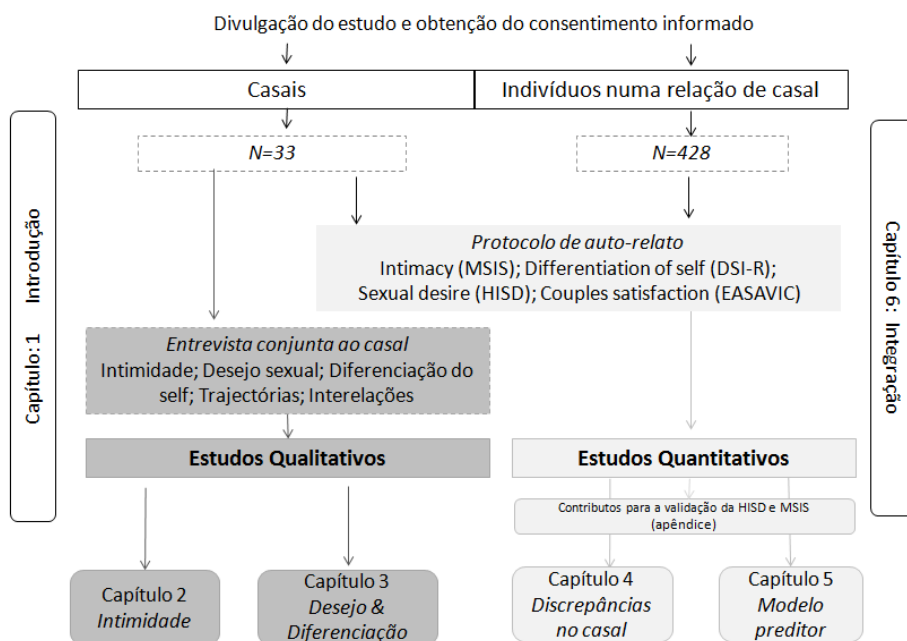 Divulgação do estudo e obtenção do consentimento informado
Casais
Indivíduos numa relação de casal
N=33
N=428
Capítulo: 1 Introdução
Capítulo 6: Integração
Protocolo de auto-relato
Intimacy (MSIS); Differentiation of self (DSI-R);
Sexual desire (HISD); Couples satisfaction (EASAVIC)
Entrevista conjunta ao casal
Intimidade; Desejo sexual; Diferenciação do
self; Trajectórias; Interelações
Estudos Qualitativos
Estudos Quantitativos
Contributos para a validação da HISD e MSIS
(apêndice)
Capítulo 2
Intimidade
Capítulo 3
Desejo &
Diferenciação
Capítulo 4
Discrepâncias
no casal
Capítulo 5
Modelo
preditor